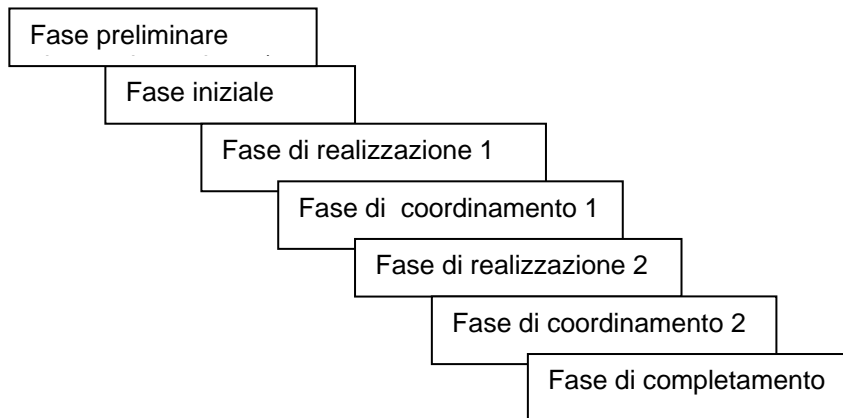 Fase preliminare
Fase iniziale
Fase di realizzazione 1
Fase di  coordinamento 1
Fase di realizzazione 2
Fase di coordinamento 2
Fase di completamento